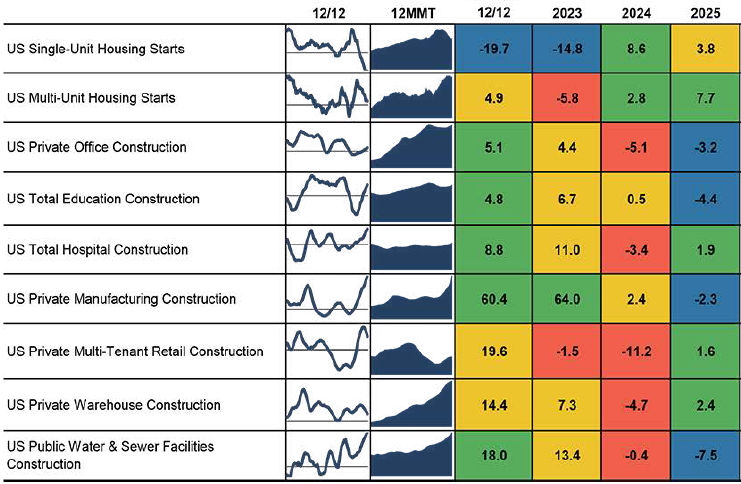 12/12 12MMT 12/12 2023 2024 2025
US Single-Unit Housing Starts -19.7 -14.8 8.6 3.8
US Multi-Unit Housing Starts 4.9 -5.8 2.8 7.7
US Private Office Construction 5.1 4.4 -5.1 -3.2
US Total Education Construction 4.8 6.7 0.5 -4.4
US Total Hospital Construction 8.8 11.0 -3.4 1.9
US Private Manufacturing Construction 60.4 64.0 2.4 -2.3
US Private Multi-Tenant Retail Construction 19.6 -1.5 -11.2 1.6
US Private Warehouse Construction 14.4 7.3 -4.7 2.4
US Public Water & Sewer Facilities
Construction 18.0 13.4 -0.4 -7.5